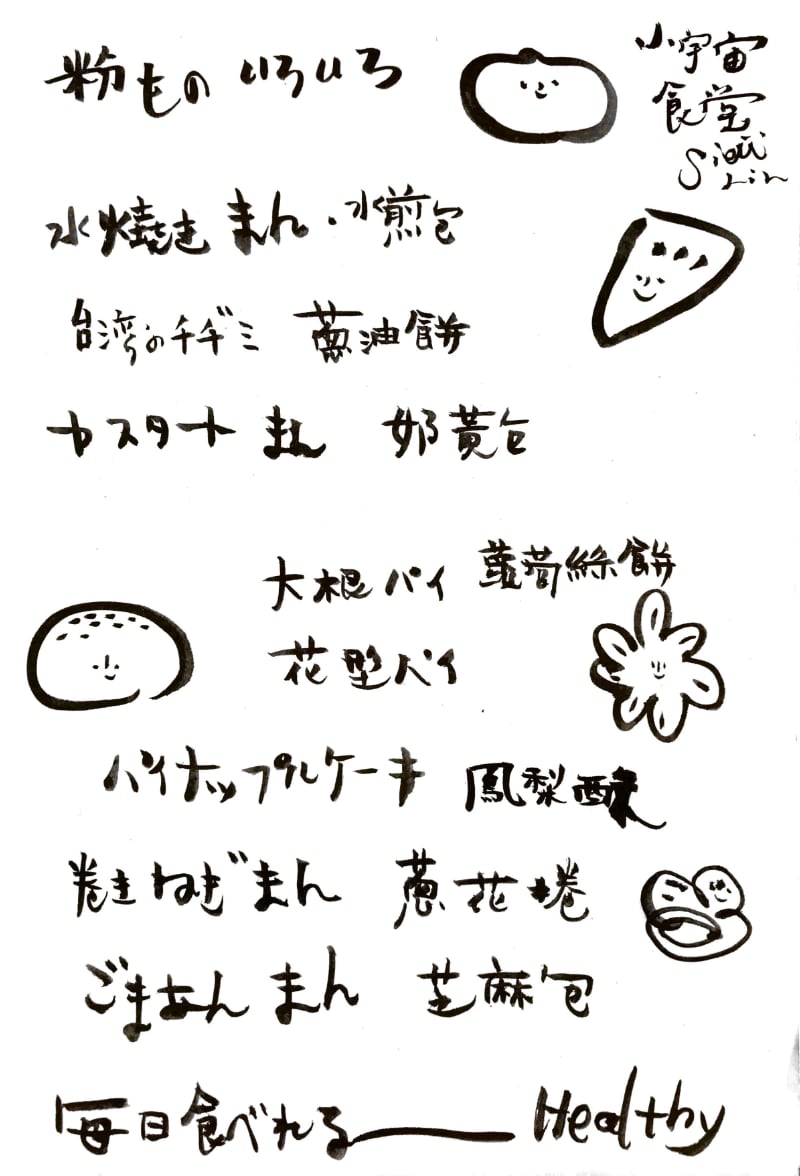 粉もの いろいろ
小宇宙
食堂
水焼き まん・水煎包
台湾のチヂミ 蔥油餅
カスタード まん 奶黃包
大根パイ 蘿蔔絲餅
花型パイ
パイナップルケーキ 鳳梨酥
巻きねぎまん 蔥花捲
ごまあん まん 芝麻包
毎日食べれる——Healthy